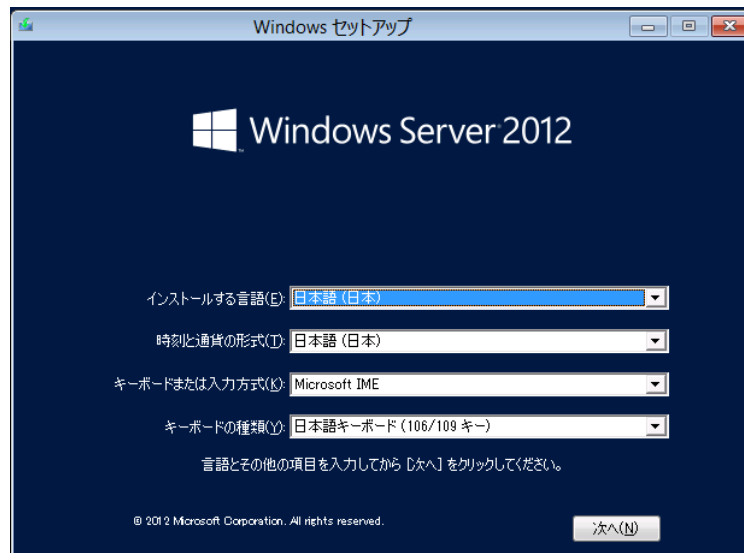 Windows セットアップ
Windows Server 2012
インストールする言語(E): 日本語 (日本)
時刻と通貨の形式(T): 日本語 (日本)
キーボードまたは入力方式(K): Microsoft IME
キーボードの種類(Y): 日本語キーボード (106/109 キー)
言語とその他の項目を入力してから [次へ] をクリックしてください。
© 2012 Microsoft Corporation. All rights reserved.
次へ(N)